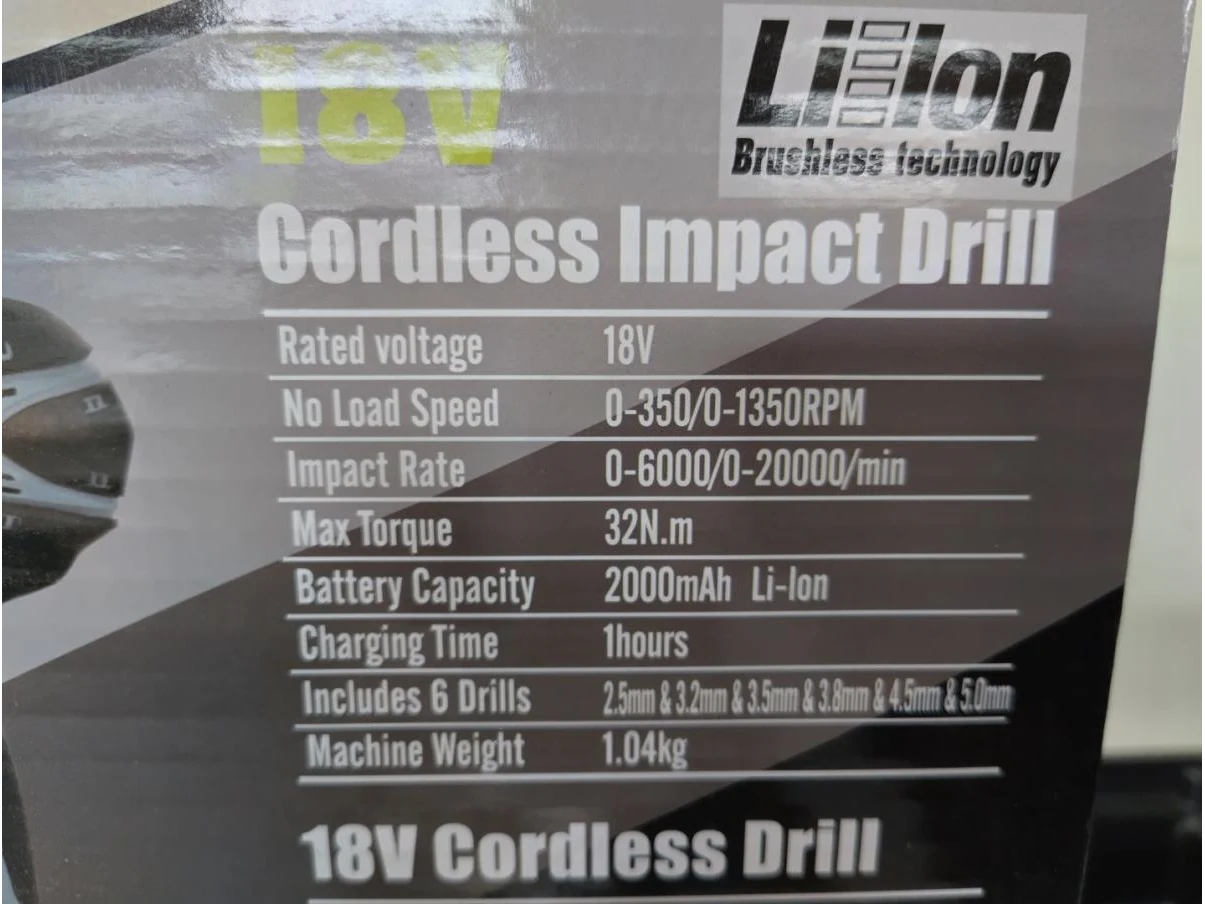 18V
Li-Ion
Brushless technology
Cordless Impact Drill
Rated voltage 18V
No Load Speed 0-350/0-1350RPM
Impact Rate 0-6000/0-20000/min
Max Torque 32N.m
Battery Capacity 2000mAh Li-Ion
Charging Time 1hours
Includes 6 Drills 2.5mm & 3.2mm & 3.5mm & 3.8mm & 4.5mm & 5.0mm
Machine Weight 1.04kg
18V Cordless Drill